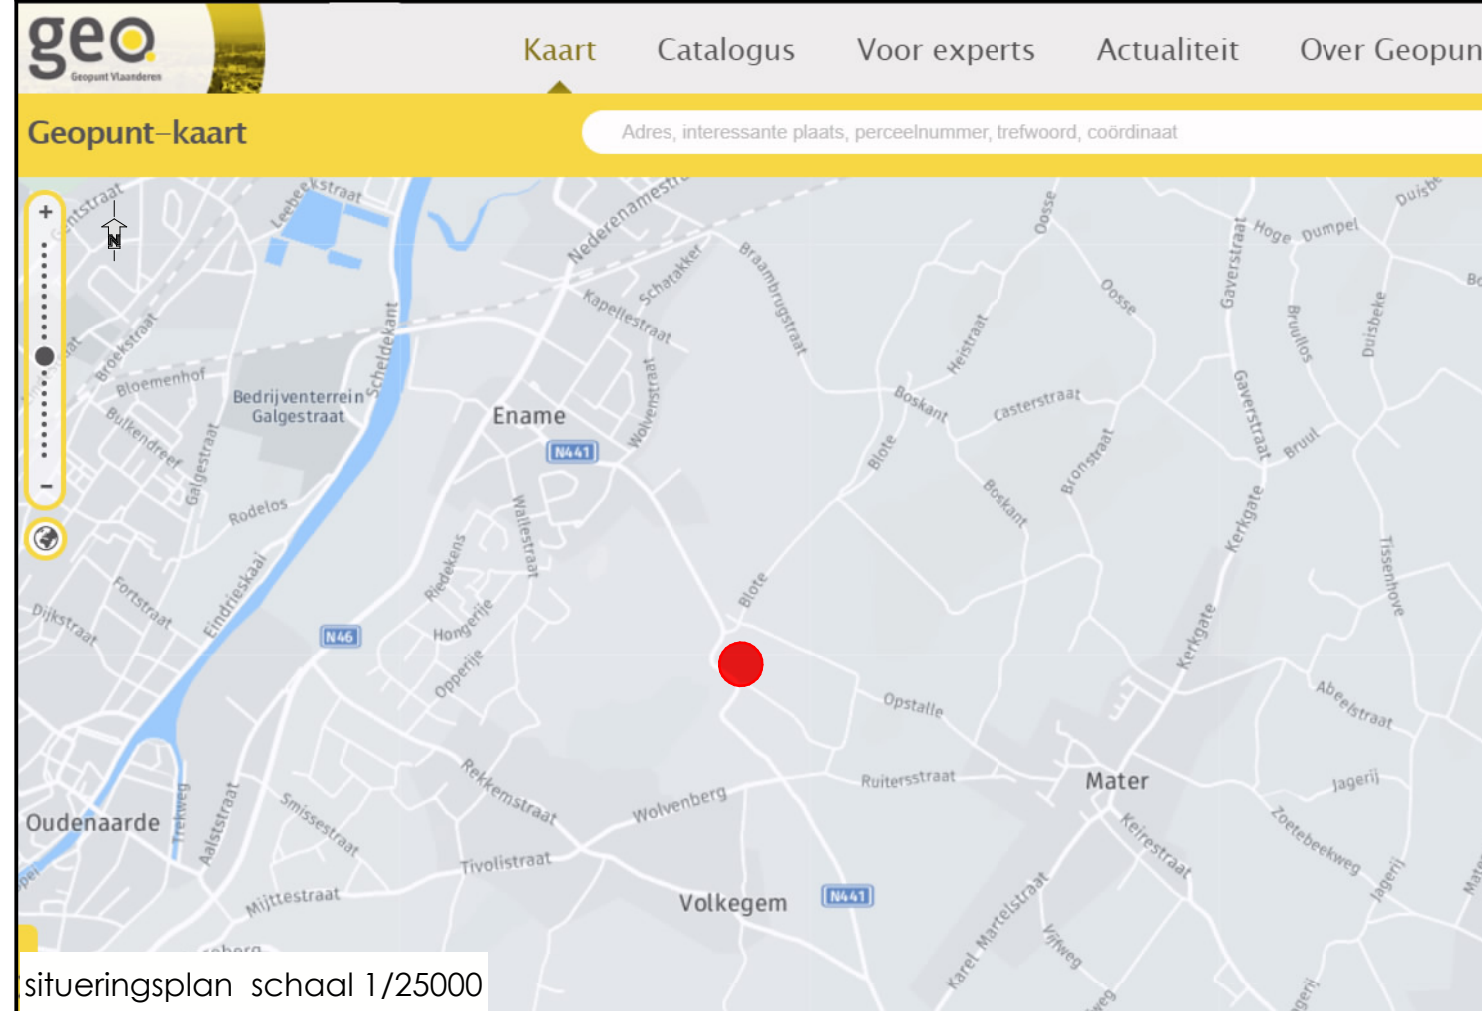 geo
Geopunt Vlaanderen
Kaart
Catalogus
Voor experts
Actualiteit
Over Geopun
Geopunt-kaart
Adres, interessante plaats, perceelnummer, trefwoord, coördinaat
+
N
−
Leebeekstraat
Nederenamestr
Oosse
Duisbe
Hoge Dumpel
Gaverstraat
Braambrugstraat
Scharakker
Kapellestraat
Oosse
Scheldekant
Broekstraat
Bruullos
Duisbeke
Heistraat
Bloemenhof
Bedrijventerrein
Galgestraat
Wolvenstraat
Boskant
Casterstraat
Gaverstraat
Ename
Bulkendreef
Galgestraat
N441
Blote
Bronstraat
Bruul
Boskant
Rodelos
Wallestraat
Kerkgate
Tissenhove
Riedekens
Eindrieskaai
Fortstraat
Blote
Dijkstraat
N46
Hongerije
Kerkgate
Opperije
Opstalle
Abeelstraat
Rekkemstraat
Ruitersstraat
Mater
Jagerij
Wolvenberg
Oudenaarde
Trekweg
Aalststraat
Smissestraat
Keirestraat
Zoetebeekweg
Tivolistraat
Jagerij
Mijttestraat
Volkegem
N441
Karel Martelstraat
Vijfweg
situeringsplan schaal 1/25000